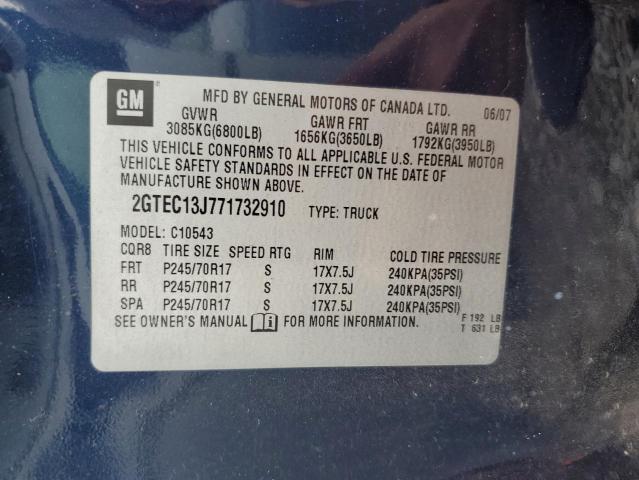 GM
MFD BY GENERAL MOTORS OF CANADA LTD. 06/07
GVWR GAWR FRT GAWR RR
3085KG(6800LB) 1656KG(3650LB) 1792KG(3950LB)
THIS VEHICLE CONFORMS TO ALL APPLICABLE U.S. FEDERAL MOTOR
VEHICLE SAFETY STANDARDS IN EFFECT ON THE DATE OF
MANUFACTURE SHOWN ABOVE.
2GTEC13J771732910 TYPE: TRUCK
MODEL: C10543
CQR8 TIRE SIZE SPEED RTG RIM COLD TIRE PRESSURE
FRT P245/70R17 S 17X7.5J 240KPA(35PSI)
RR P245/70R17 S 17X7.5J 240KPA(35PSI)
SPA P245/70R17 S 17X7.5J 240KPA(35PSI)
SEE OWNER'S MANUAL i FOR MORE INFORMATION.
F 192 LB
T 631 LB